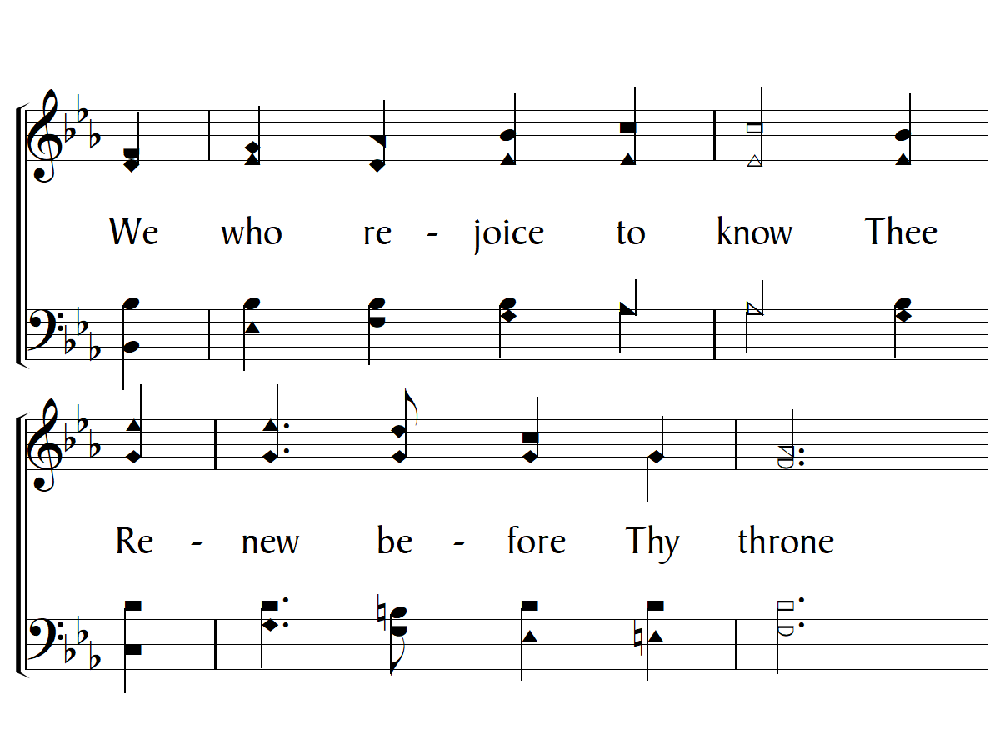 We who re - joice to know Thee
Re - new be - fore Thy throne